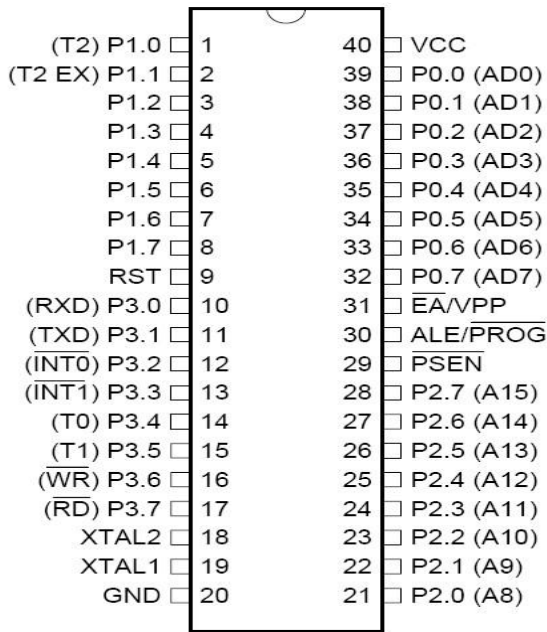 (T2) P1.0 1 40 VCC
(T2 EX) P1.1 2 39 P0.0 (AD0)
P1.2 3 38 P0.1 (AD1)
P1.3 4 37 P0.2 (AD2)
P1.4 5 36 P0.3 (AD3)
P1.5 6 35 P0.4 (AD4)
P1.6 7 34 P0.5 (AD5)
P1.7 8 33 P0.6 (AD6)
RST 9 32 P0.7 (AD7)
(RXD) P3.0 10 31 E̅A̅/VPP
(TXD) P3.1 11 30 ALE/P̅R̅O̅G̅
(I̅N̅T̅0̅) P3.2 12 29 P̅S̅E̅N̅
(I̅N̅T̅1̅) P3.3 13 28 P2.7 (A15)
(T0) P3.4 14 27 P2.6 (A14)
(T1) P3.5 15 26 P2.5 (A13)
(W̅R̅) P3.6 16 25 P2.4 (A12)
(R̅D̅) P3.7 17 24 P2.3 (A11)
XTAL2 18 23 P2.2 (A10)
XTAL1 19 22 P2.1 (A9)
GND 20 21 P2.0 (A8)